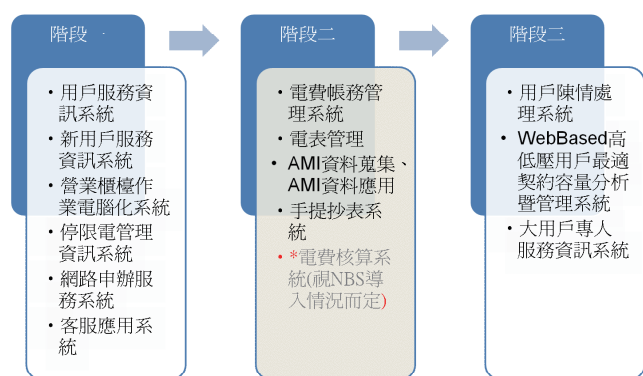 階段一
• 用戶服務資
訊系統
• 新用戶服務
資訊系統
• 營業櫃檯作
業電腦化系統
• 停限電管理
資訊系統
• 網路申辦服
務系統
• 客服應用系
統
階段二
• 電費帳務管
理系統
• 電表管理
• AMI資料蒐集、
AMI資料應用
• 手提抄表系
統
• *電費核算系
統(視NBS導
入情況而定)
階段三
• 用戶陳情處
理系統
• WebBased高
低壓用戶最適
契約容量分析
暨管理系統
• 大用戶專人
服務資訊系統